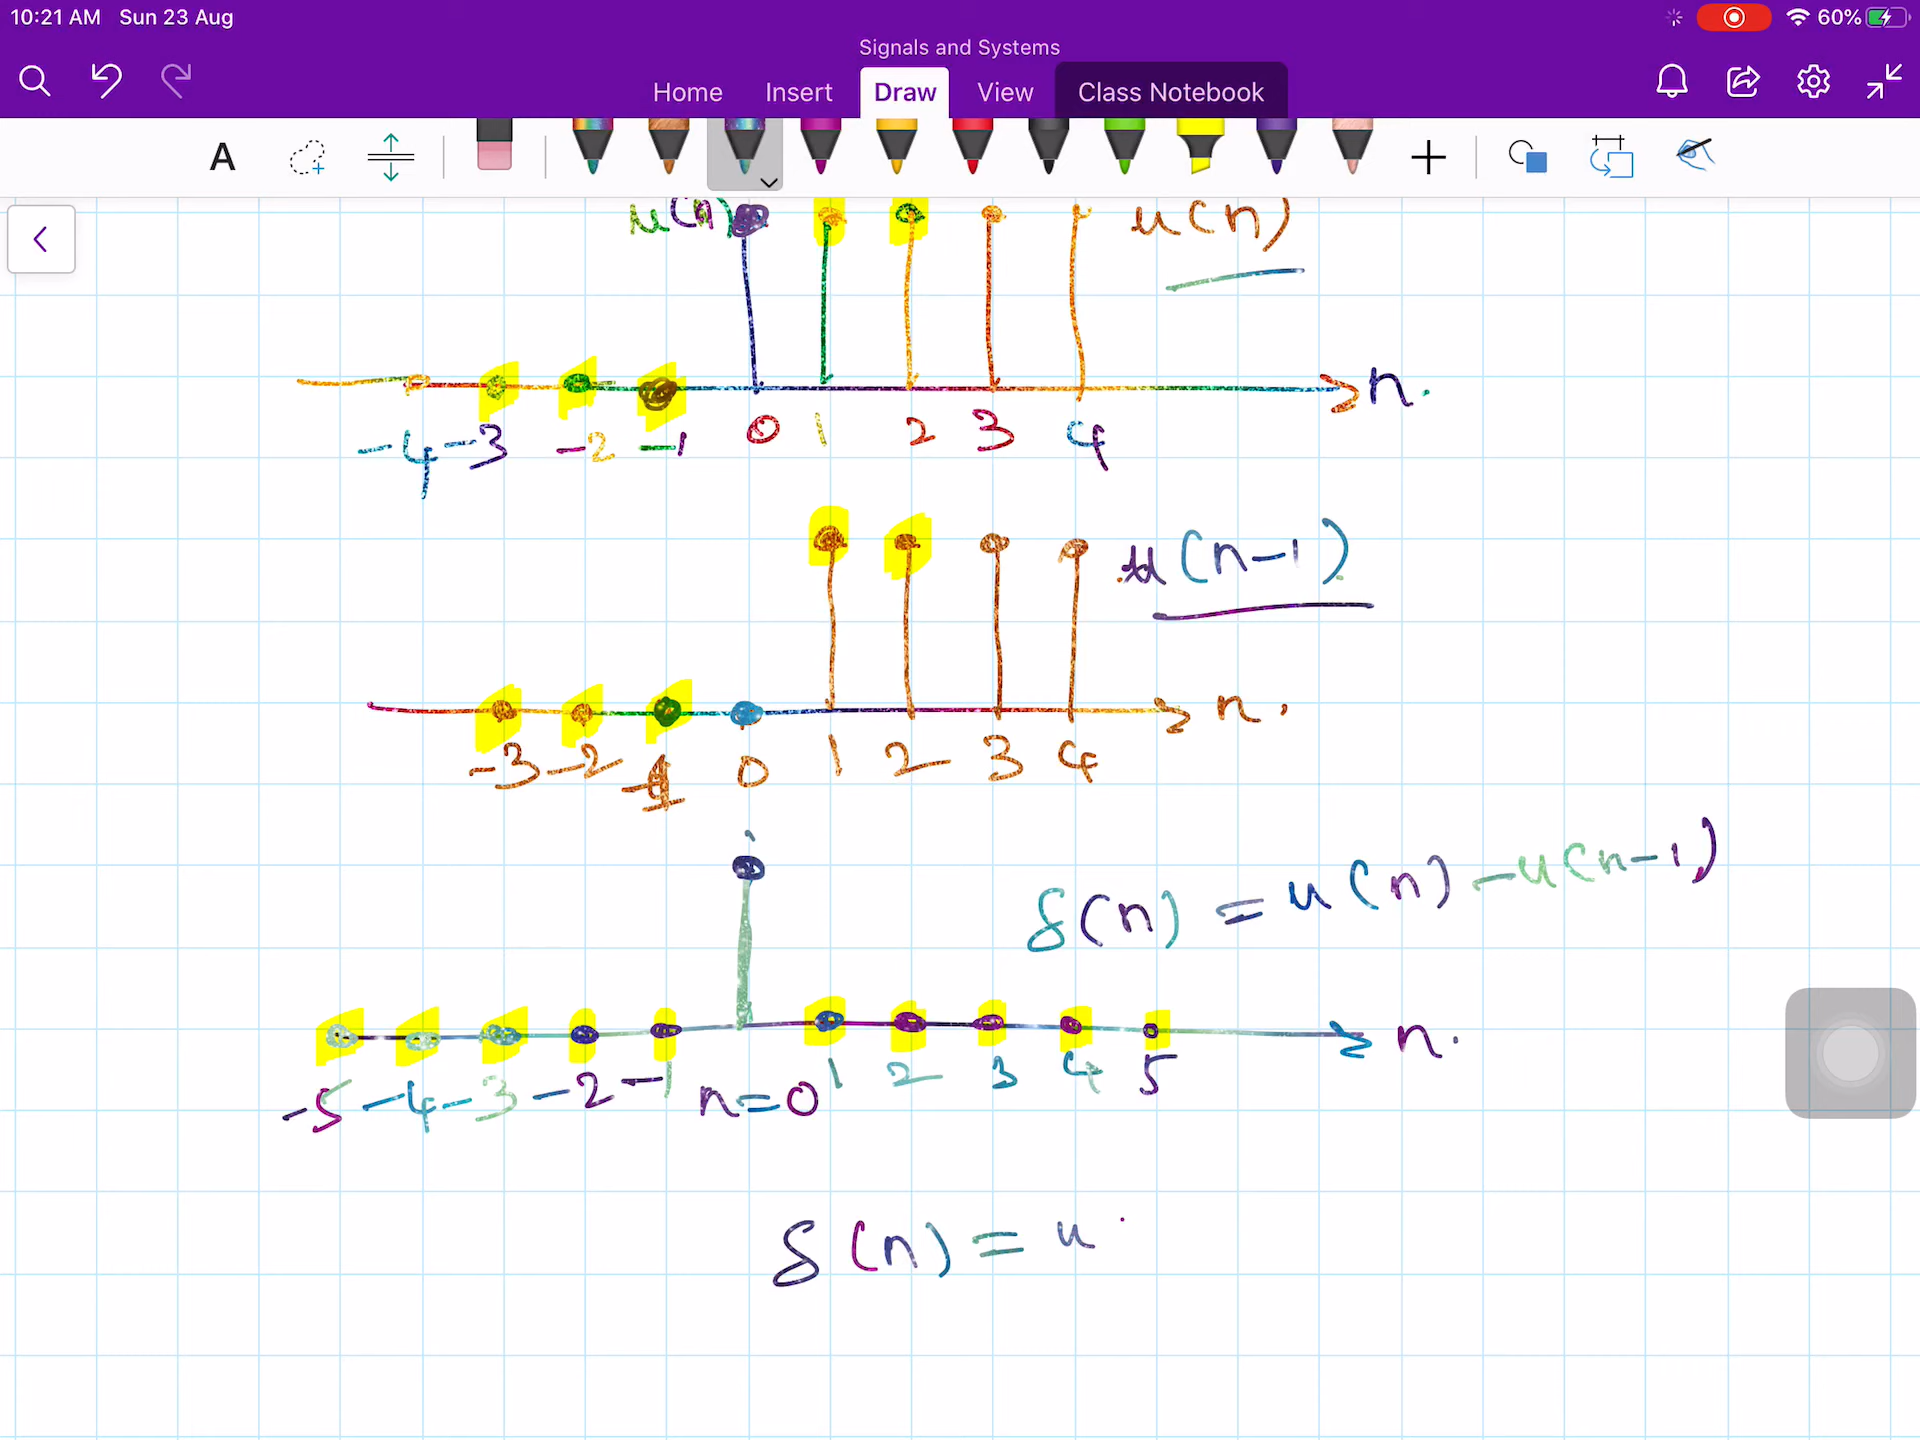 10:21 AM Sun 23 Aug 60%
Signals and Systems
Home Insert Draw View Class Notebook
A
u(n) u(n)
n.
-4 -3 -2 -1 0 1 2 3 4
u(n-1)
n.
-3 -2 -1 0 1 2 3 4
δ(n) = u(n) - u(n-1)
n.
-5 -4 -3 -2 -1 n=0 1 2 3 4 5
δ(n) = u